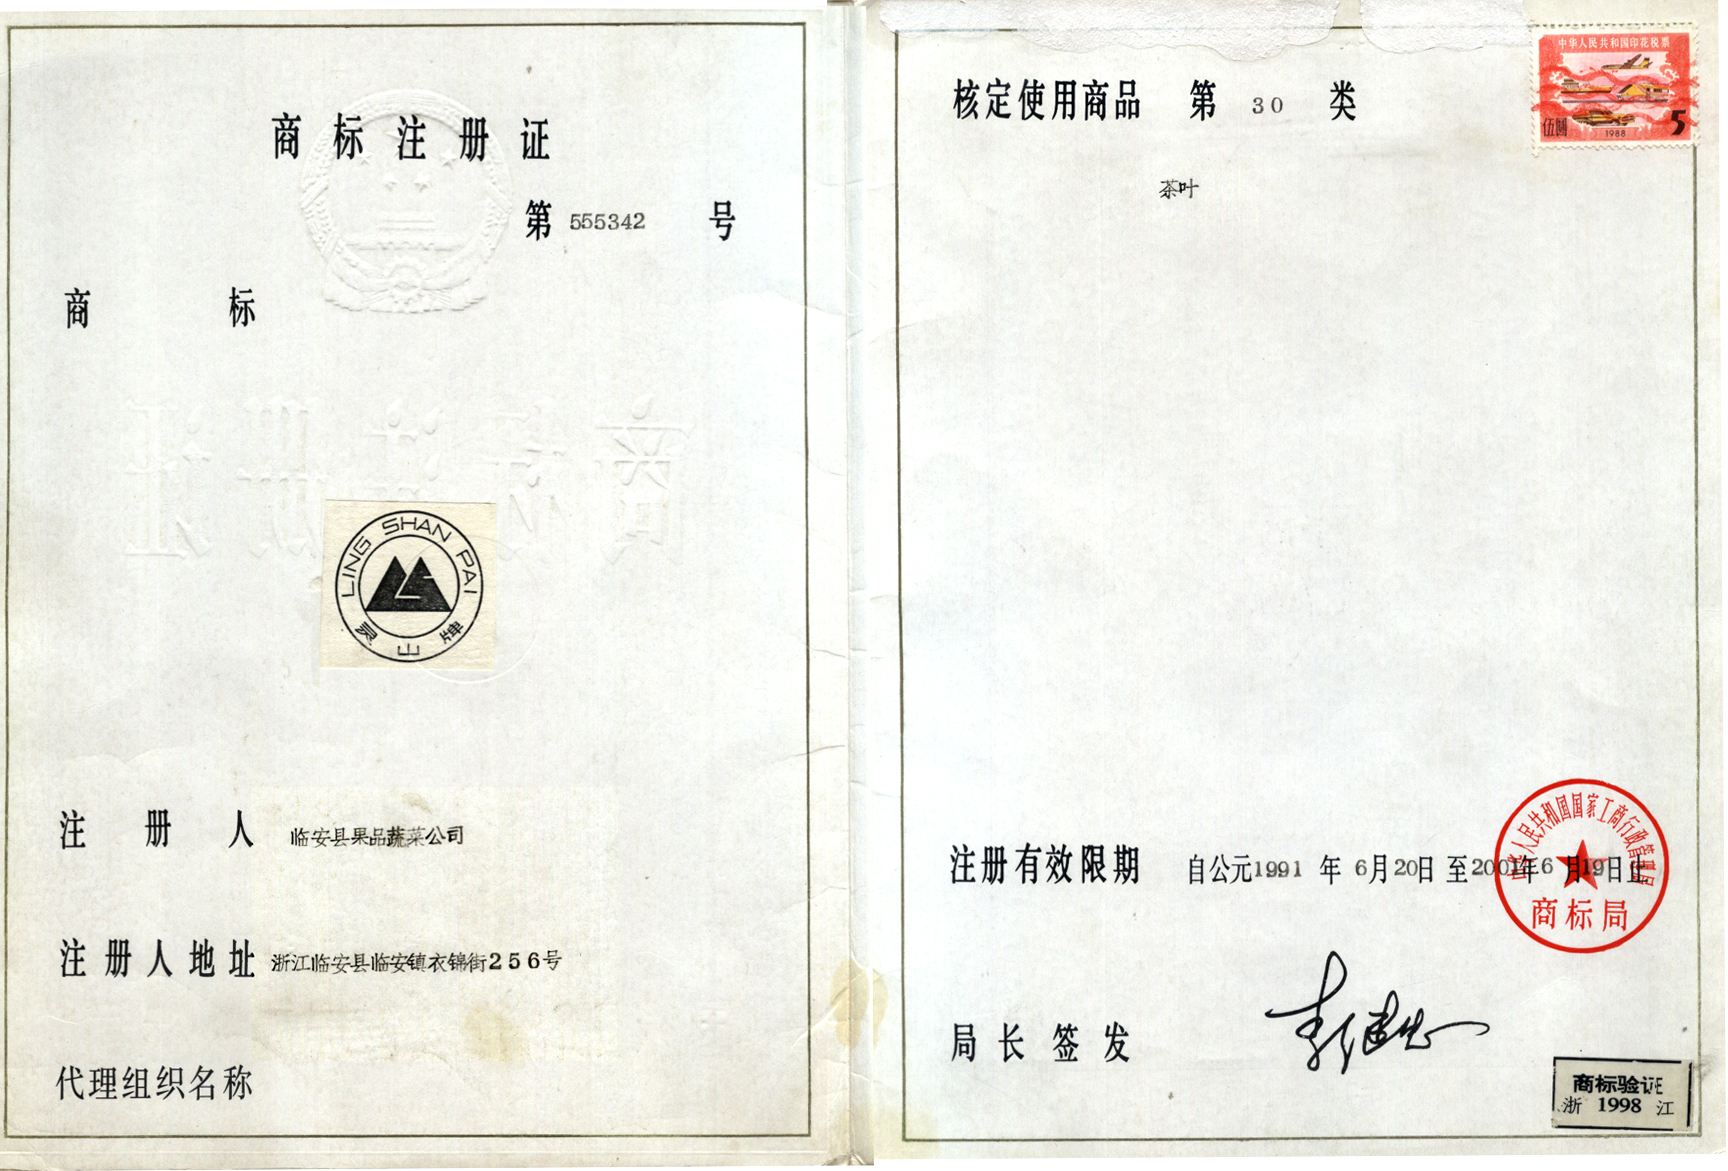 商标注册证
第 555342 号
商标
LING SHAN PAI
灵山牌
注册人 临安县果品蔬菜公司
注册人地址 浙江临安县临安镇衣锦街256号
代理组织名称
核定使用商品 第 30 类
茶叶
中华人民共和国印花税票
伍圆 1988 5
注册有效限期 自公元1991年6月20日至2001年6月19日止
中华人民共和国国家工商行政管理局
商标局
局长签发
商标验证
浙 1998 江